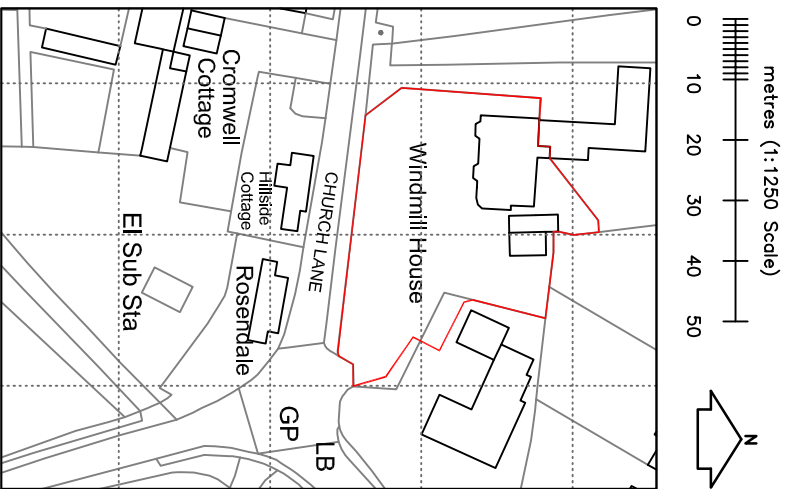 metres (1:1250 Scale)
0
10
20
30
40
50
N
Windmill House
CHURCH LANE
Cromwell
Cottage
Hillside
Cottage
Rosendale
El Sub Sta
LB
GP